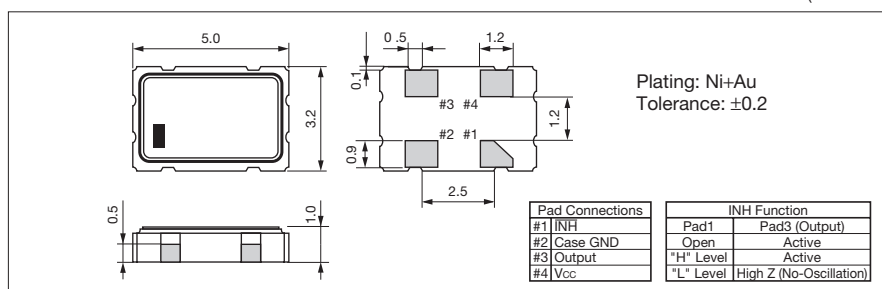 5.0
3.2
0.5
1.0
0 .5
1.2
0.1
#3 #4
#2 #1
1.2
0.9
2.5
Plating: Ni+Au
Tolerance: ±0.2
Pad Connections
#1 INH
#2 Case GND
#3 Output
#4 Vcc
INH Function
Pad1 Pad3 (Output)
Open Active
"H" Level Active
"L" Level High Z (No-Oscillation)